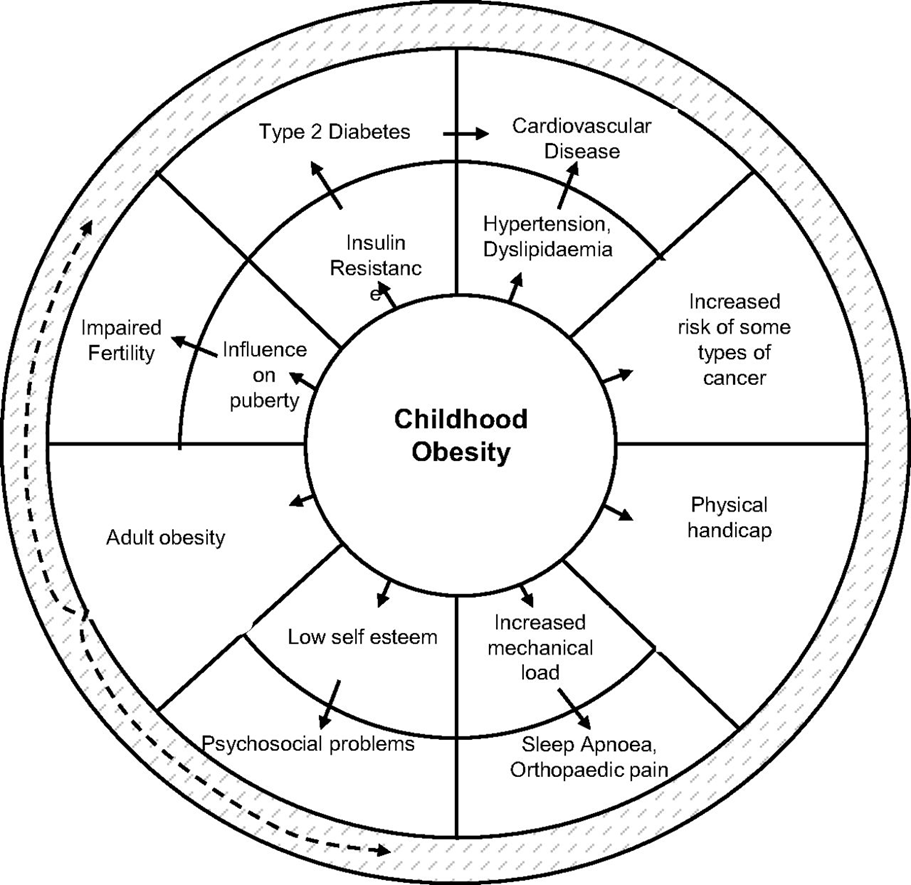 Type 2 Diabetes
Cardiovascular
Disease
Insulin
Resistanc
e
Hypertension,
Dyslipidaemia
Impaired
Fertility
Influence
on
puberty
Increased
risk of some
types of
cancer
Childhood
Obesity
Adult obesity
Physical
handicap
Low self esteem
Increased
mechanical
load
Psychosocial problems
Sleep Apnoea,
Orthopaedic pain